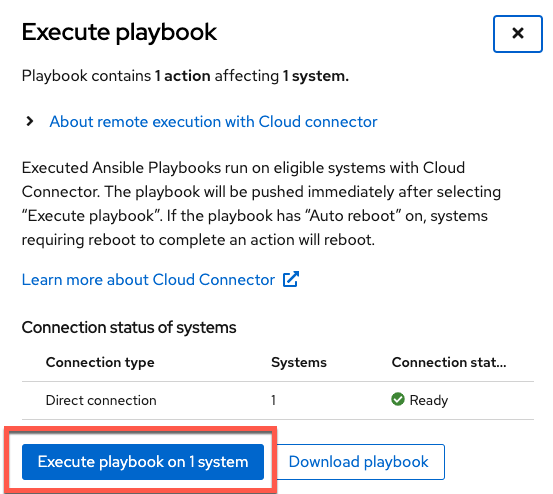 Execute playbook
Playbook contains 1 action affecting 1 system.
About remote execution with Cloud connector
Executed Ansible Playbooks run on eligible systems with Cloud
Connector. The playbook will be pushed immediately after selecting
“Execute playbook”. If the playbook has “Auto reboot” on, systems
requiring reboot to complete an action will reboot.
Learn more about Cloud Connector
Connection status of systems
Connection type Systems Connection stat...
Direct connection 1 Ready
Execute playbook on 1 system Download playbook